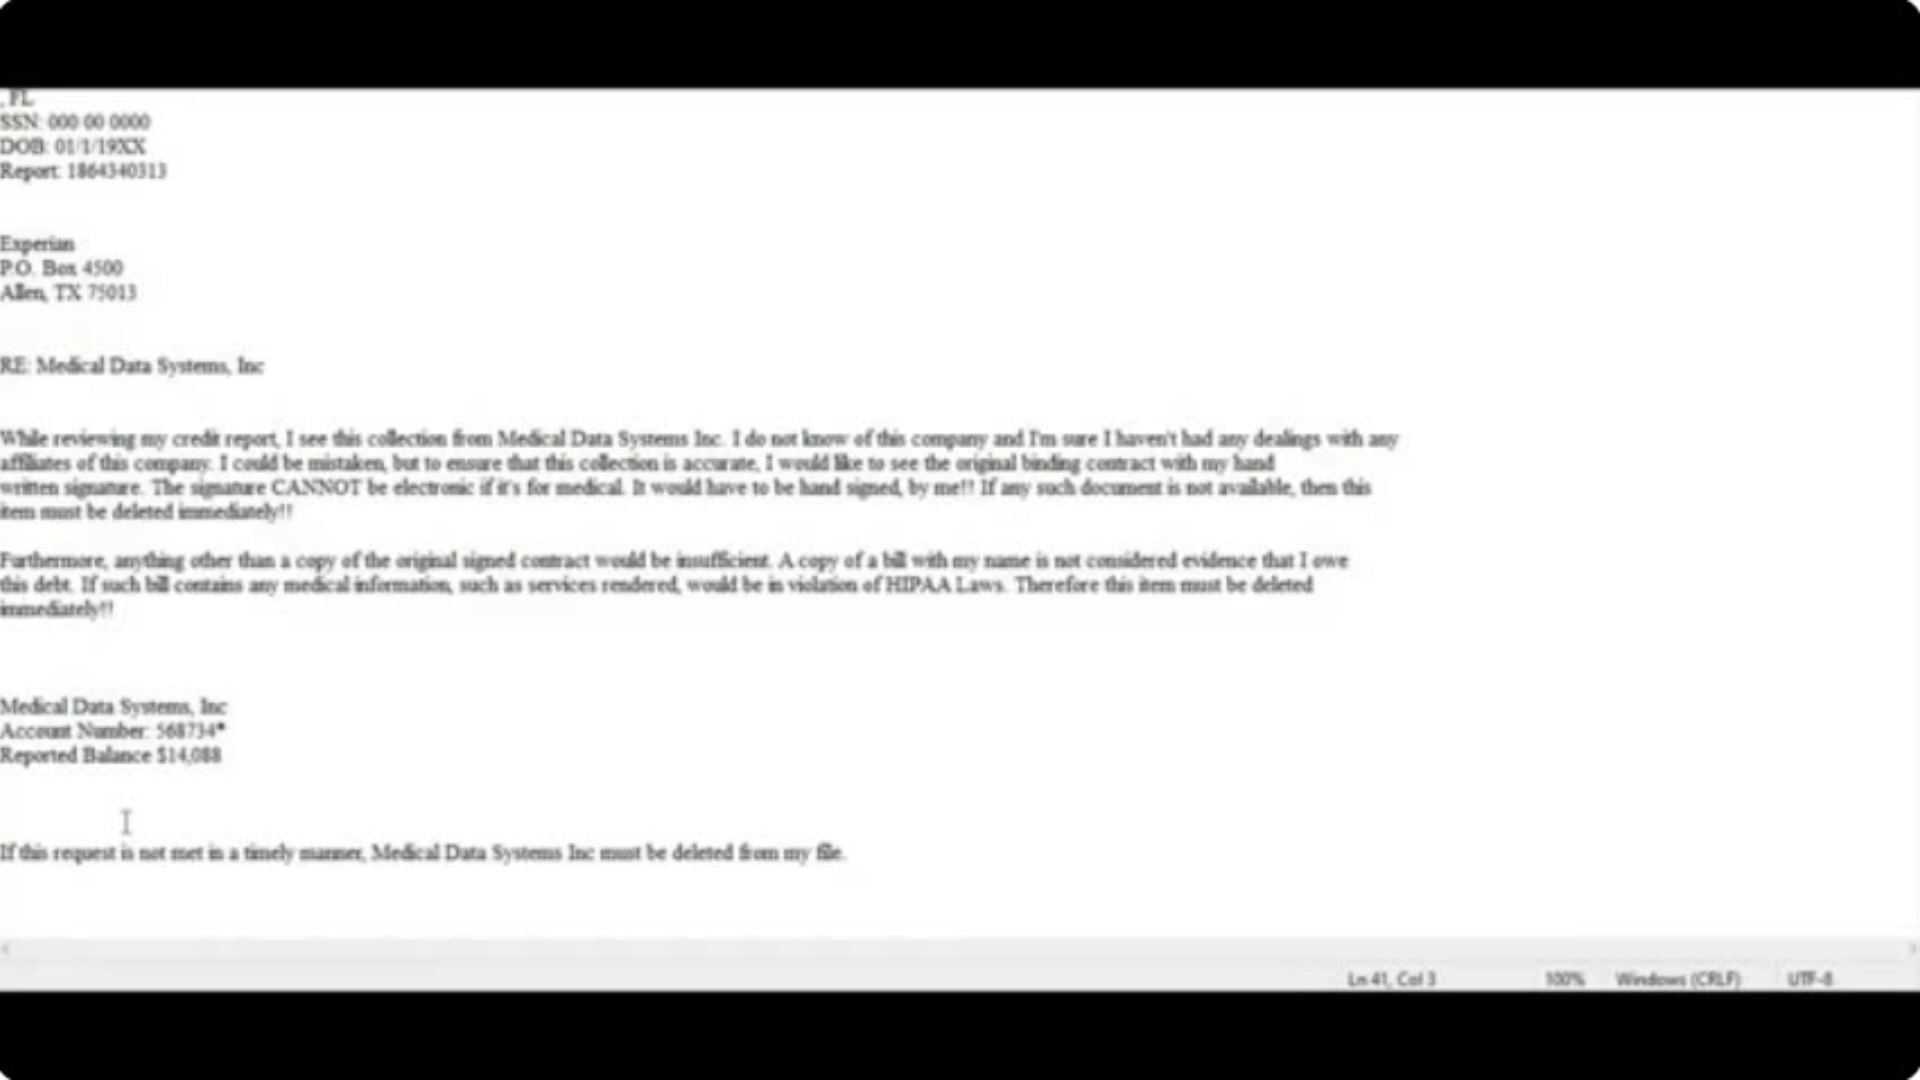 , FL
SSN: 000 00 0000
DOB: 01/1/19XX
Report: 1864340313
Experian
P.O. Box 4500
Allen, TX 75013
RE: Medical Data Systems, Inc
While reviewing my credit report, I see this collection from Medical Data Systems Inc. I do not know of this company and I'm sure I haven't had any dealings with any
affiliates of this company. I could be mistaken, but to ensure that this collection is accurate, I would like to see the original binding contract with my hand
written signature. The signature CANNOT be electronic if it's for medical. It would have to be hand signed, by me!! If any such document is not available, then this
item must be deleted immediately!!
Furthermore, anything other than a copy of the original signed contract would be insufficient. A copy of a bill with my name is not considered evidence that I owe
this debt. If such bill contains any medical information, such as services rendered, would be in violation of HIPAA Laws. Therefore this item must be deleted
immediately!!
Medical Data Systems, Inc
Account Number: 568734*
Reported Balance $14,088
If this request is not met in a timely manner, Medical Data Systems Inc must be deleted from my file.
Ln 41, Col 3 100% Windows (CRLF) UTF-8